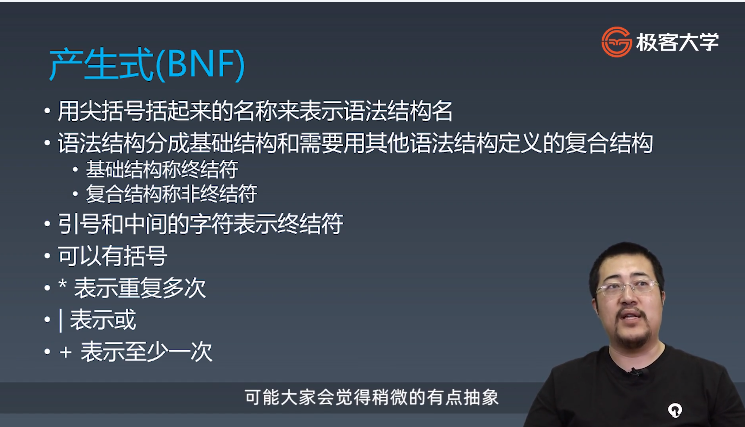 极客大学
产生式(BNF)
• 用尖括号括起来的名称来表示语法结构名
• 语法结构分成基础结构和需要用其他语法结构定义的复合结构
• 基础结构称终结符
• 复合结构称非终结符
• 引号和中间的字符表示终结符
• 可以有括号
• * 表示重复多次
• | 表示或
• + 表示至少一次
可能大家会觉得稍微的有点抽象